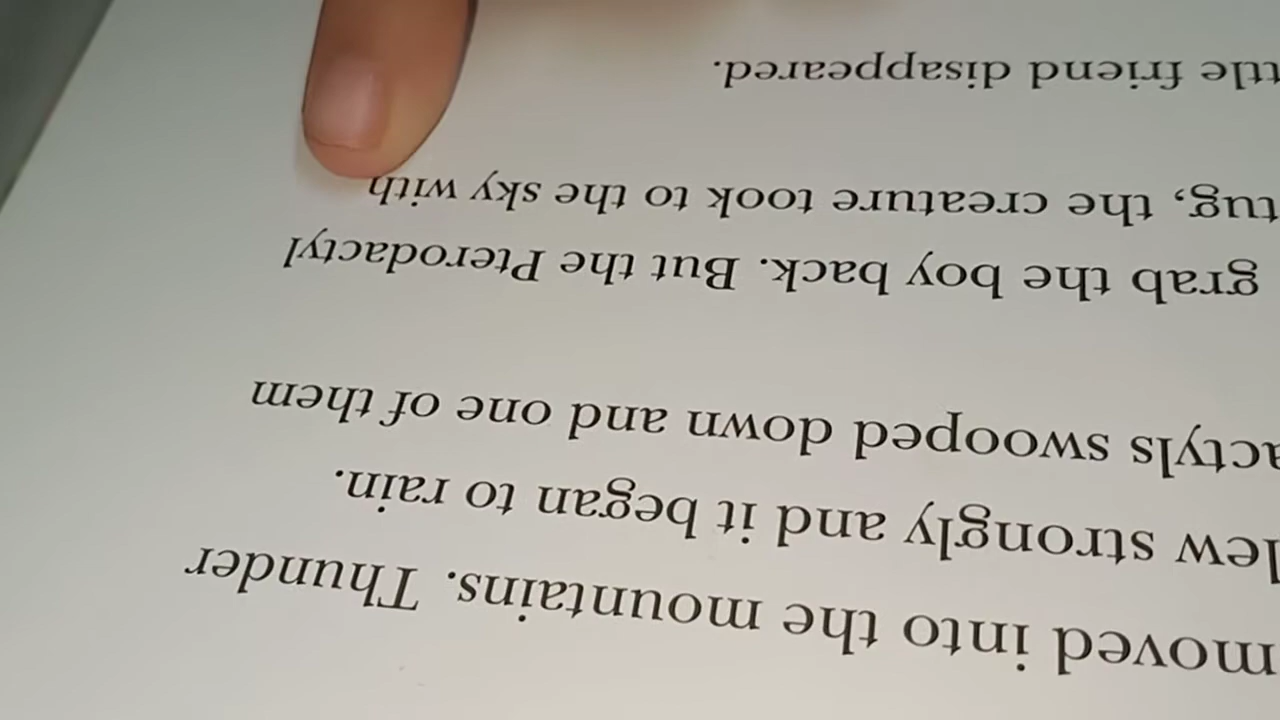 moved into the mountains. Thunder
lew strongly and it began to rain.
actyls swooped down and one of them
grab the boy back. But the Pterodactyl
tug, the creature took to the sky with
ttle friend disappeared.